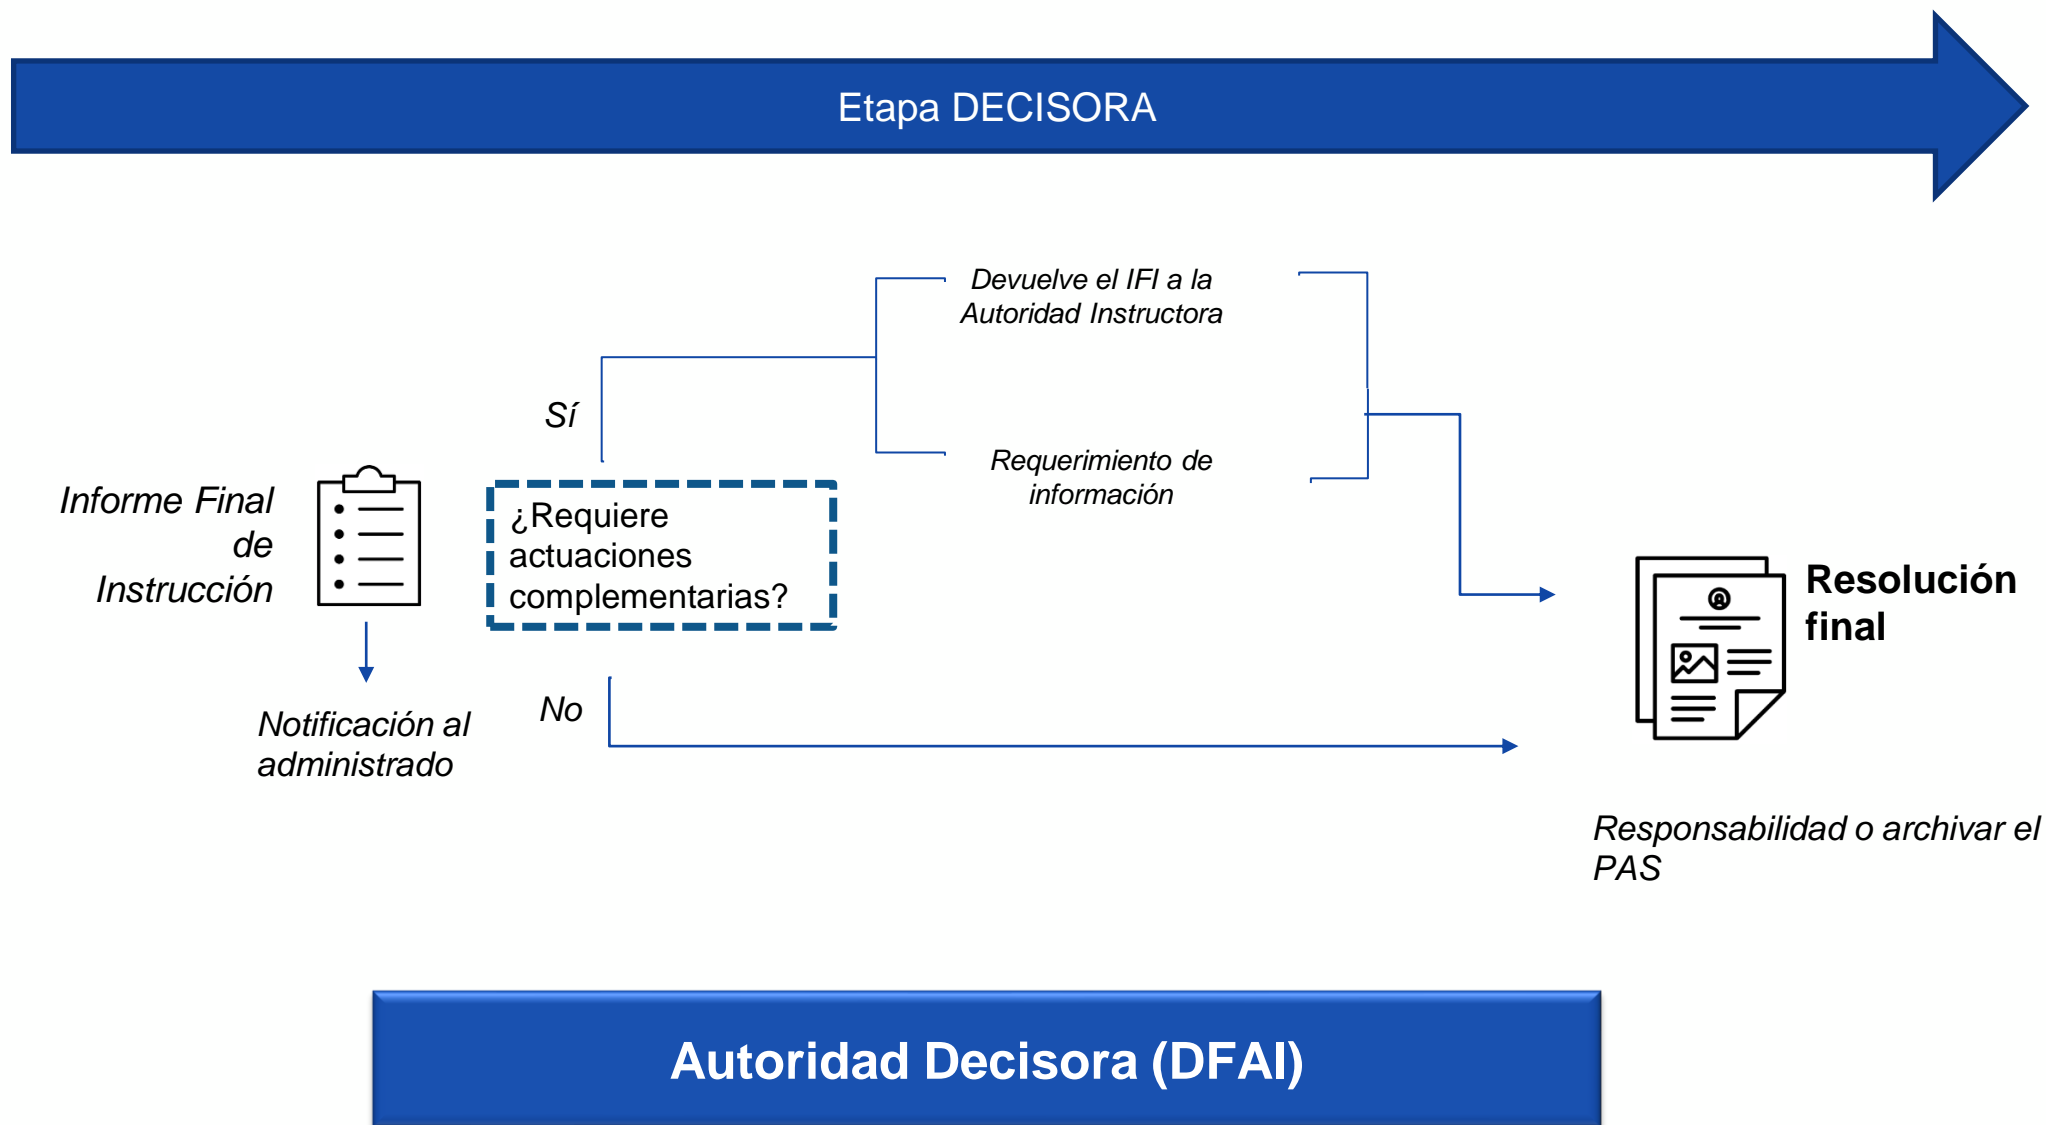 Etapa DECISORA
Devuelve el IFI a la
Autoridad Instructora
Sí
Requerimiento de
información
Informe Final
de
Instrucción
¿Requiere
actuaciones
complementarias?
Resolución
final
Notificación al
administrado
No
Responsabilidad o archivar el
PAS
Autoridad Decisora (DFAI)